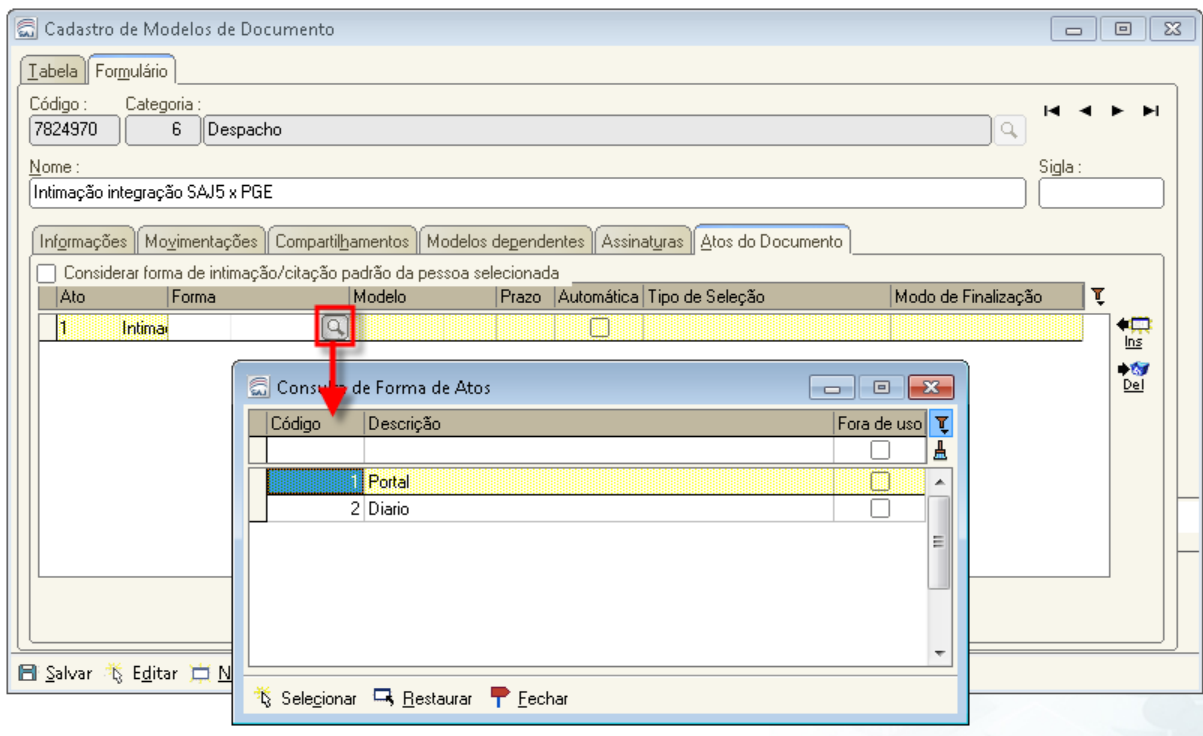 Cadastro de Modelos de Documento
Tabela Formulário
Código : Categoria :
7824970 6 Despacho
Nome : Sigla :
Intimação integração SAJ5 x PGE
Informações Movimentações Compartilhamentos Modelos dependentes Assinaturas Atos do Documento
Considerar forma de intimação/citação padrão da pessoa selecionada
Ato Forma Modelo Prazo Automática Tipo de Seleção Modo de Finalização
1 Intima
Ins
Del
Consulta de Forma de Atos
Código Descrição Fora de uso
1 Portal
2 Diario
Salvar Editar N
Selecionar Restaurar Fechar